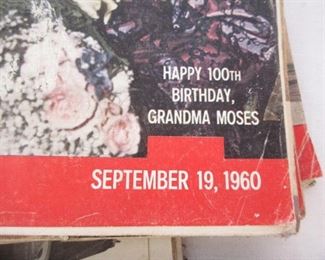 HAPPY 100TH
BIRTHDAY,
GRANDMA MOSES
SEPTEMBER 19, 1960